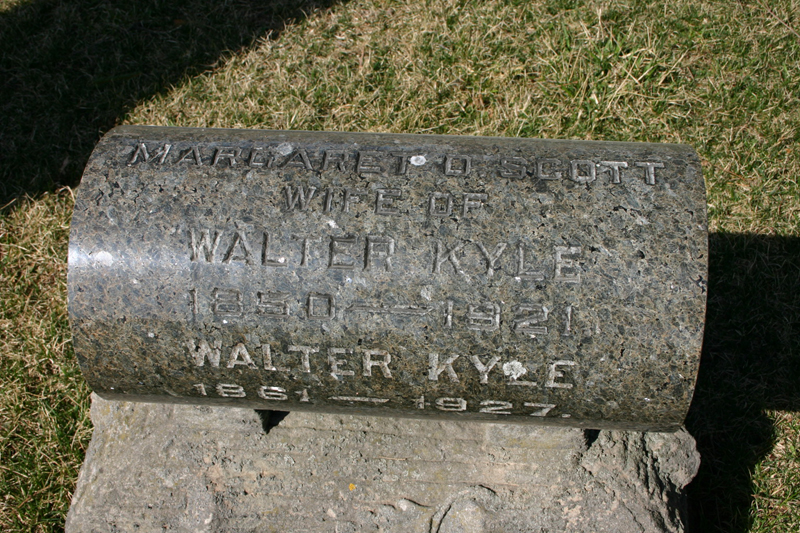 MARGARET O. SCOTT
WIFE OF
WALTER KYLE
1850 — 1921.
WALTER KYLE
1861 — 1927.